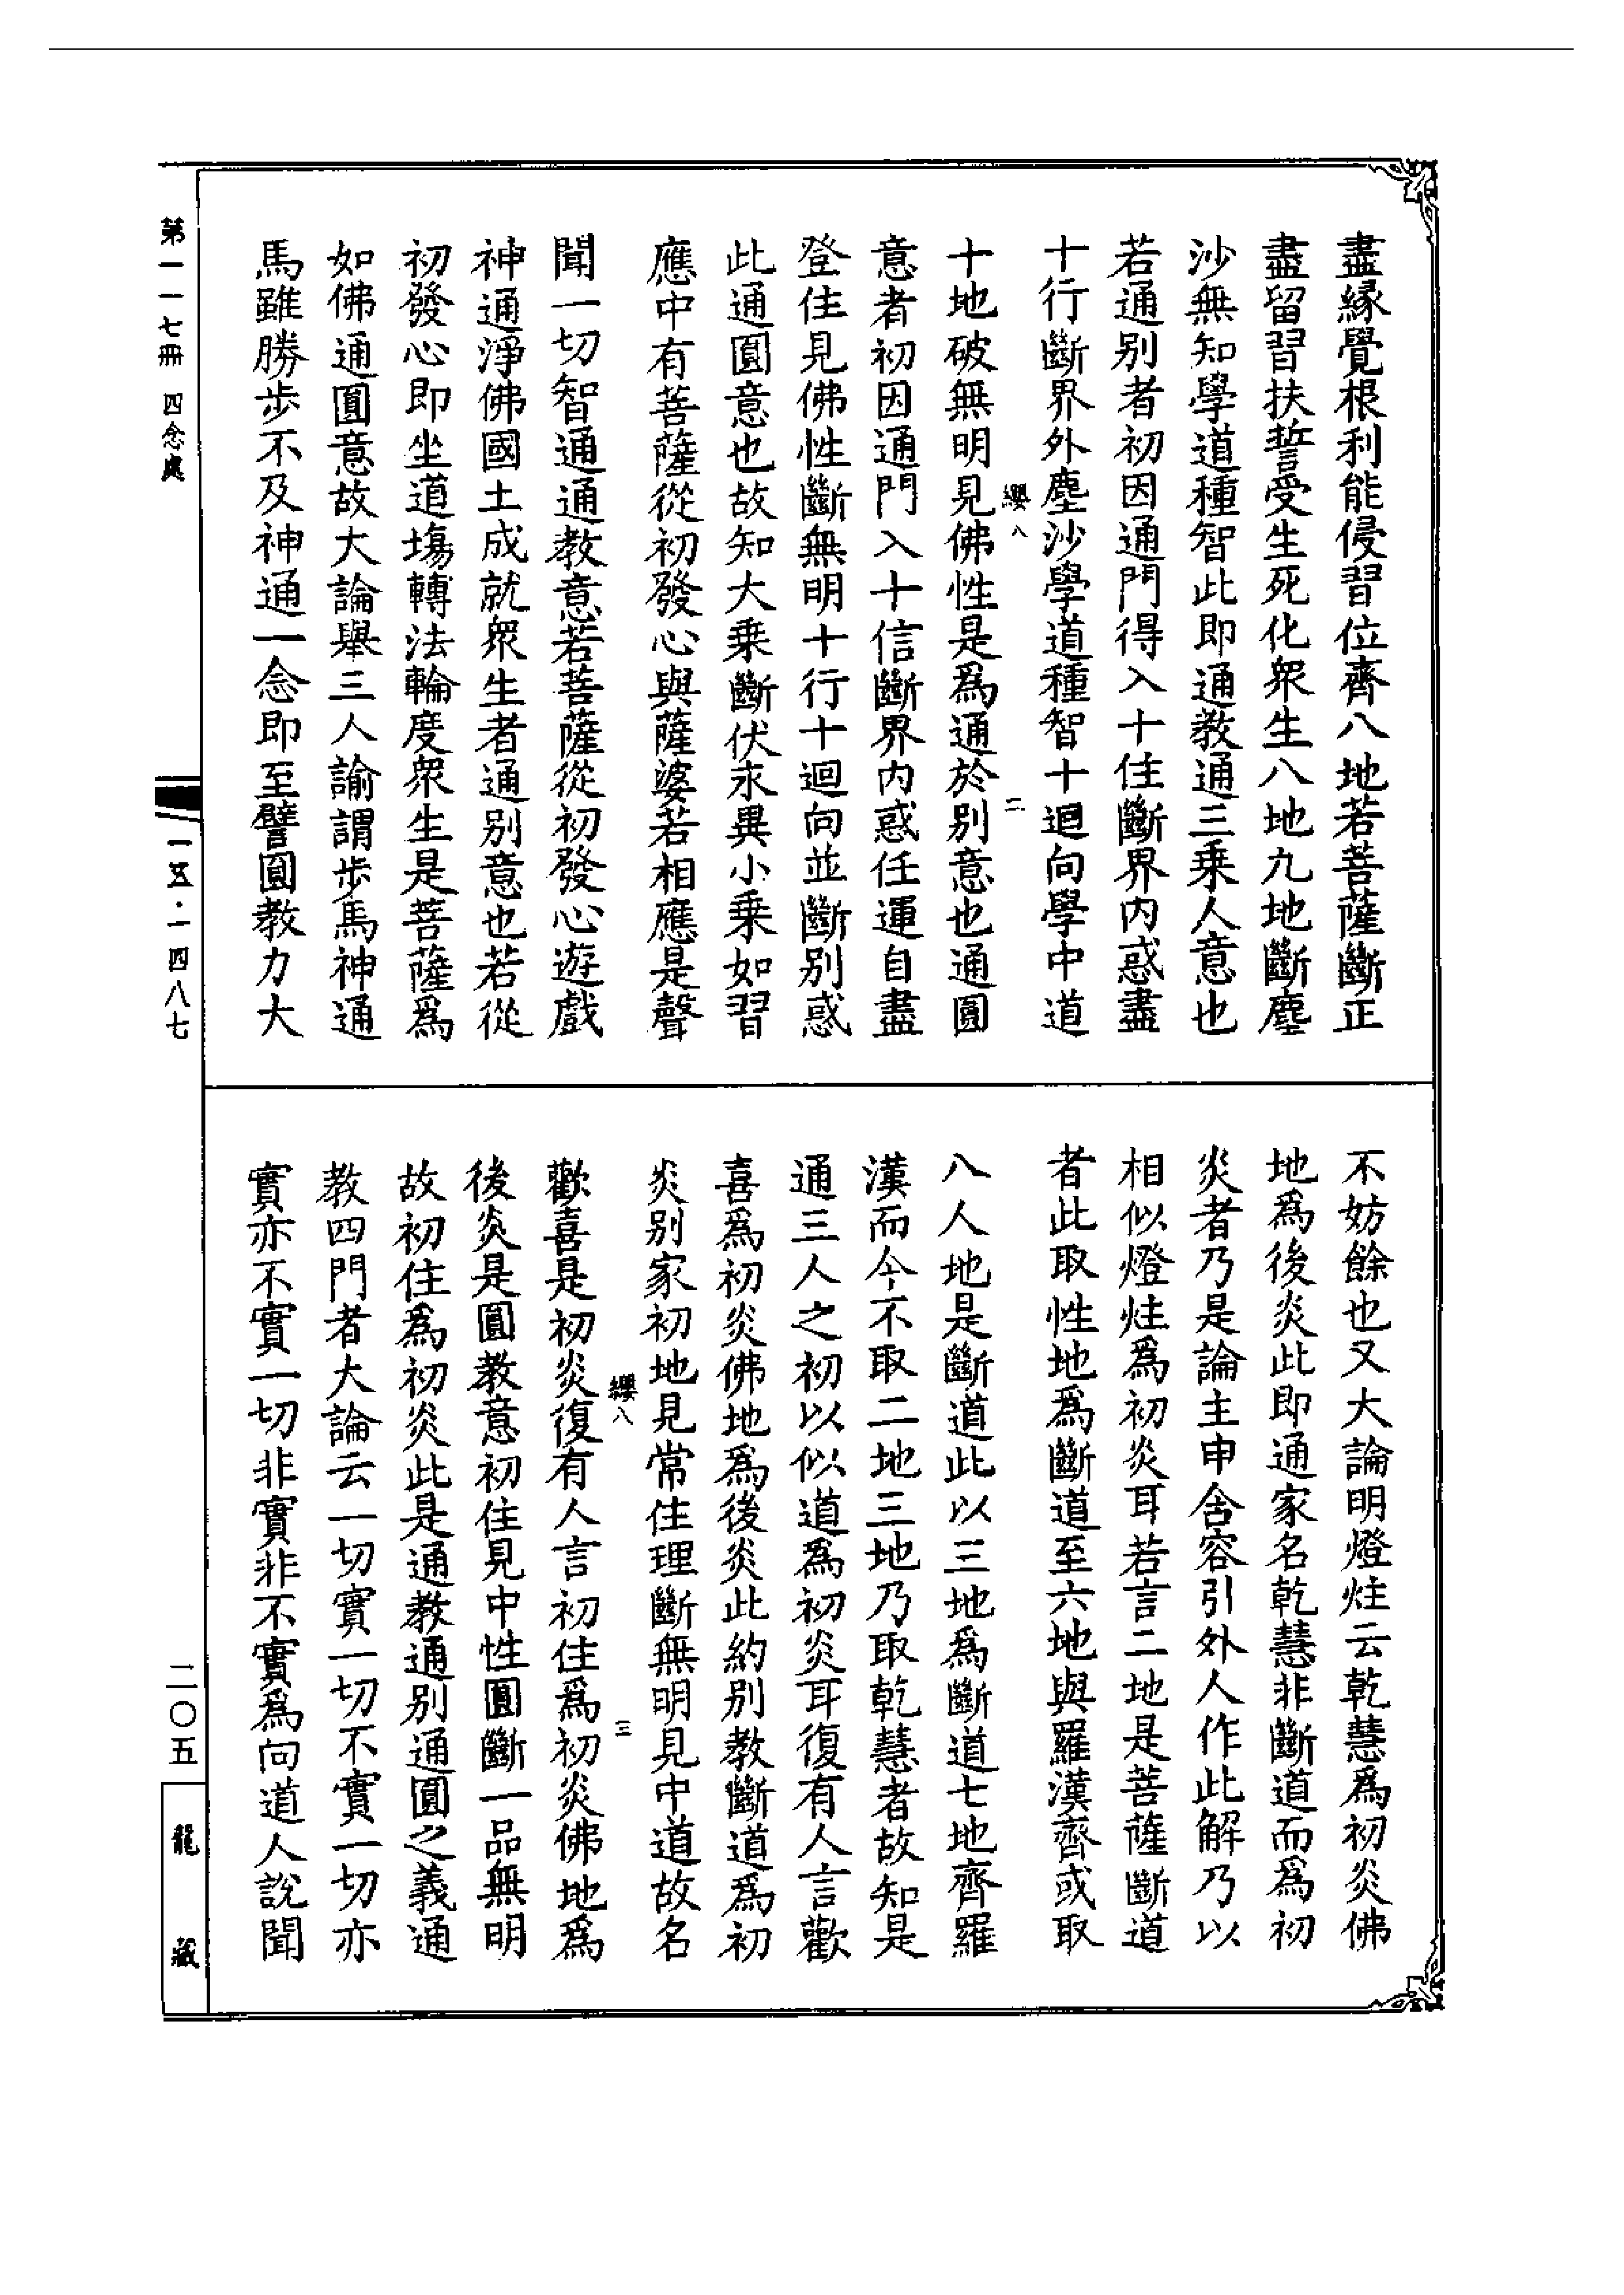 盡緣覺根利能侵習位齊八地若菩薩斷正
盡留習扶誓受生死化衆生八地九地斷塵
沙無知學道種智此即通教通三乘人意也
若通别者初因通門得入十住斷界内惑盡
十行斷界外塵沙學道種智十迴向學中道
纓八
二
十地破無明見佛性是爲通於别意也通圓
意者初因通門入十信斷界内惑任運自盡
登住見佛性斷無明十行十迴向並斷别惑
此通圓意也故知大乘斷伏永異小乘如習
應中有菩薩從初發心與薩婆若相應是聲
聞一切智通通教意若菩薩從初發心遊戲
神通淨佛國土成就衆生者通别意也若從
初發心即坐道場轉法輪度衆生是菩薩爲
如佛通圓意故大論舉三人諭謂步馬神通
馬雖勝步不及神通一念即至譬圓教力大
不妨餘也又大論明燈炷云乾慧爲初炎佛
地爲後炎此即通家名乾慧非斷道而爲初
炎者乃是論主申含容引外人作此解乃以
相似燈炷爲初炎耳若言二地是菩薩斷道
者此取性地爲斷道至六地與羅漢齊或取
八人地是斷道此以三地爲斷道七地齊羅
漢而今不取二地三地乃取乾慧者故知是
通三人之初以似道爲初炎耳復有人言歡
喜爲初炎佛地爲後炎此約别教斷道爲初
炎别家初地見常住理斷無明見中道故名
纓八
三
歡喜是初炎復有人言初住爲初炎佛地爲
後炎是圓教意初住見中性圓斷一品無明
故初住爲初炎此是通教通别通圓之義通
教四門者大論云一切實一切不實一切亦
實亦不實一切非實非不實爲向道人說聞
第一一七冊 四念處
一五·一四八七
二〇五
龍藏